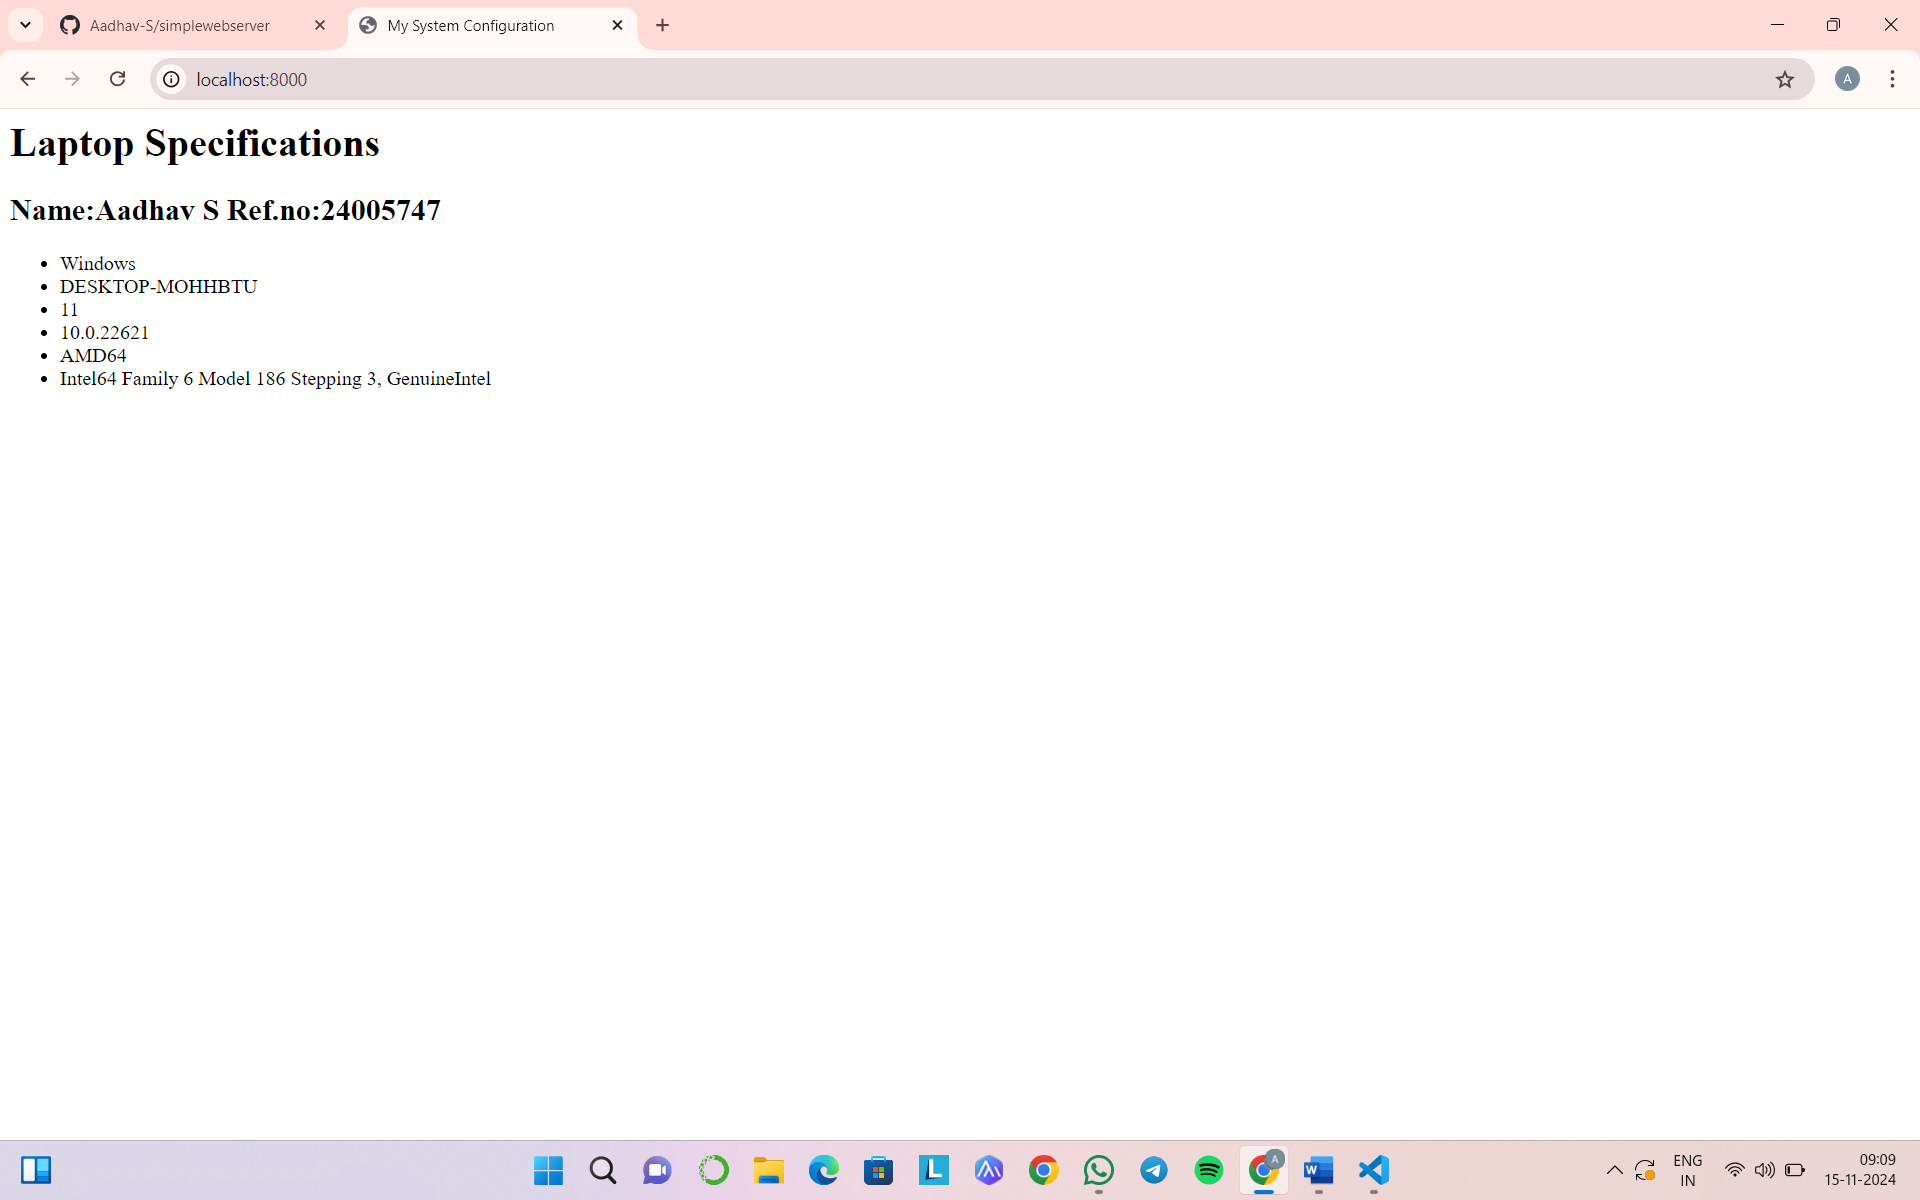 Aadhav-S/simplewebserver
My System Configuration
localhost:8000
A
Laptop Specifications
Name:Aadhav S Ref.no:24005747
Windows
DESKTOP-MOHHBTU
11
10.0.22621
AMD64
Intel64 Family 6 Model 186 Stepping 3, GenuineIntel
ENG
IN
09:09
15-11-2024